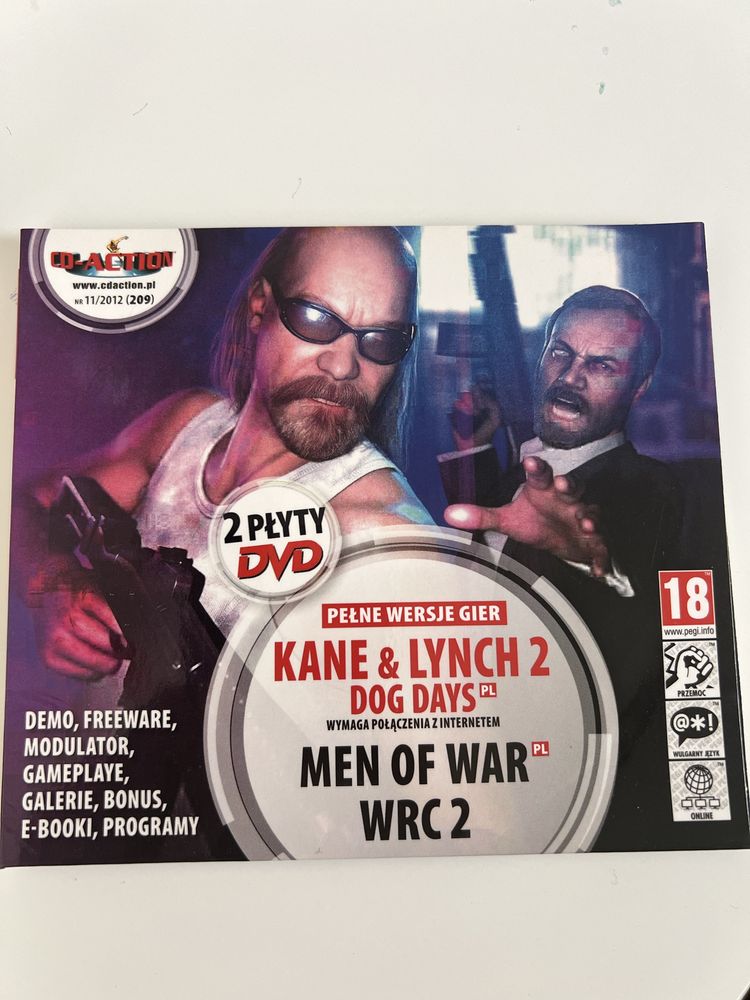 CD-ACTION
www.cdaction.pl
NR 11/2012 (209)
2 PŁYTY
DVD
PEŁNE WERSJE GIER
KANE & LYNCH 2
DOG DAYS PL
WYMAGA POŁĄCZENIA Z INTERNETEM
MEN OF WAR PL
WRC 2
DEMO, FREEWARE,
MODULATOR,
GAMEPLAYE,
GALERIE, BONUS,
E-BOOKI, PROGRAMY
18
www.pegi.info
PRZEMOC
@*!
WULGARNY JĘZYK
ONLINE